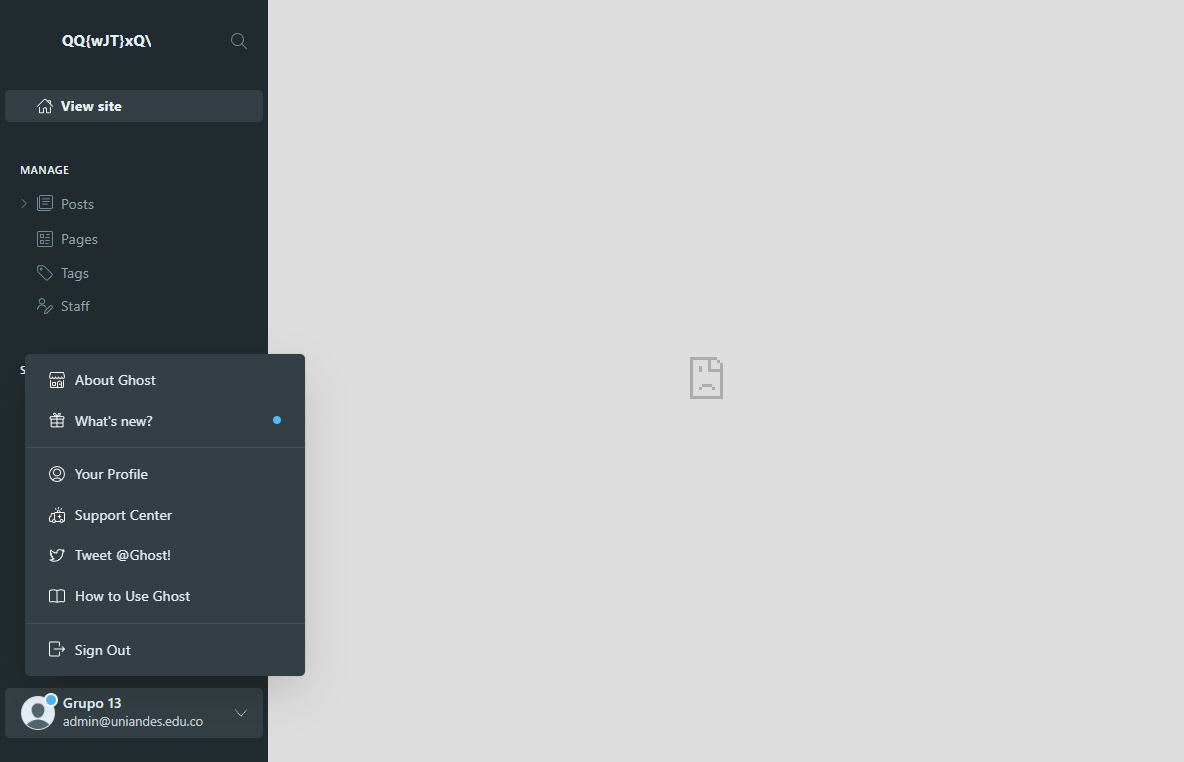 QQ{wJT}xQ\
View site
MANAGE
Posts
Pages
Tags
Staff
About Ghost
What's new?
Your Profile
Support Center
Tweet @Ghost!
How to Use Ghost
Sign Out
Grupo 13
admin@uniandes.edu.co